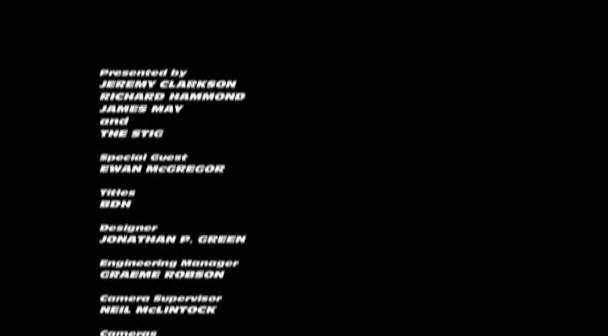 Presented by
JEREMY CLARKSON
RICHARD HAMMOND
JAMES MAY
and
THE STIG
Special Guest
EWAN McGREGOR
Titles
BDH
Designer
JONATHAN P. GREEN
Engineering Manager
GRAEME ROBSON
Camera Supervisor
NEIL McLINTOCK
Cameras